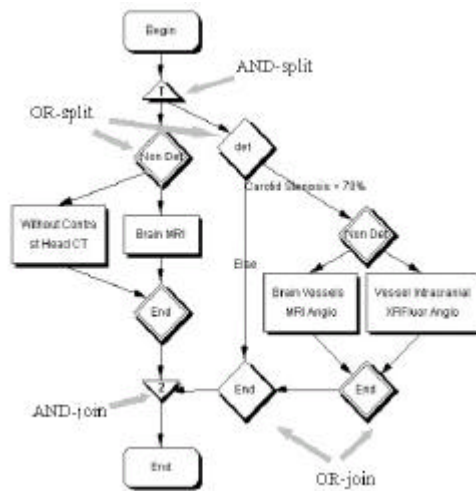 Begin
AND-split
1
OR-split
Non Det
det
Carotid Stenosis > 70%
Without Contra
st Head CT
Brain MRI
Non Det
Else
Brain Vessels
MRI Angio
Vessel Intracranial
XRFluor Angio
End
2
End
End
AND-join
OR-join
End